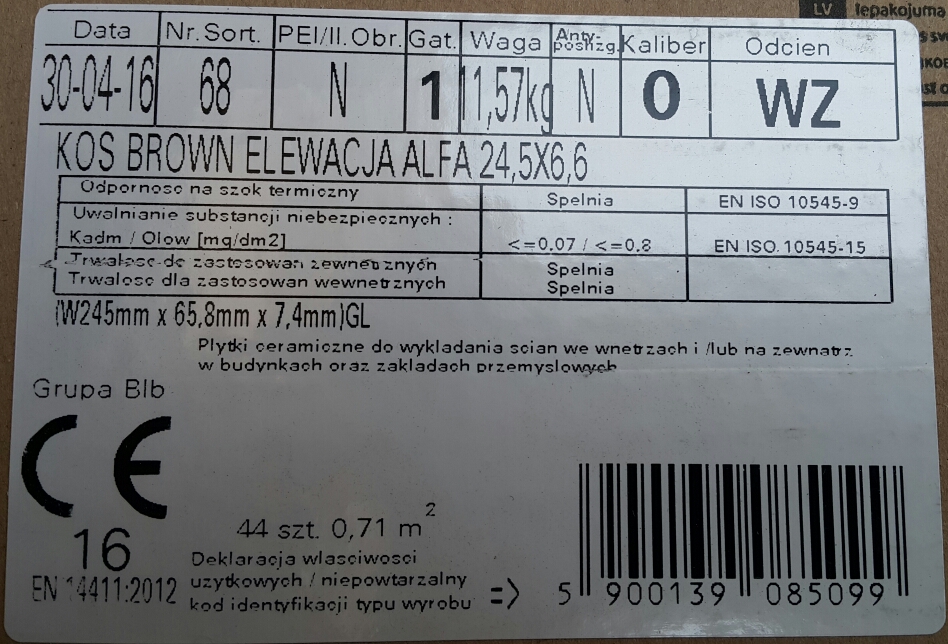 LV Iepakojuma
Data Nr. Sort. PEI/Il. Obr. Gat. Waga Anty-poslizg. Kaliber Odcien
30-04-16 68 N 1 11,57kg N 0 WZ
KOS BROWN ELEWACJA ALFA 24,5X6,6
Odpornosc na szok termiczny Spelnia EN ISO 10545-9
Uwalnianie substancji niebezpiecznych :
Kadm / Olow [mg/dm2] <=0.07 / <=0.8 EN ISO. 10545-15
Trwalosc do zastosowan zewnetrznych Spelnia
Trwalosc dla zastosowan wewnetrznych Spelnia
(W245mm x 65,8mm x 7,4mm)GL
Plytki ceramiczne do wykladania scian we wnetrzach i /lub na zewnatrz
w budynkach oraz zakladach przemyslowych
Grupa BIb
CE
16
EN 14411:2012
44 szt. 0,71 m2
Deklaracja wlasciwosci
uzytkowych / niepowtarzalny
kod identyfikacji typu wyrobu =>
5 900139 085099